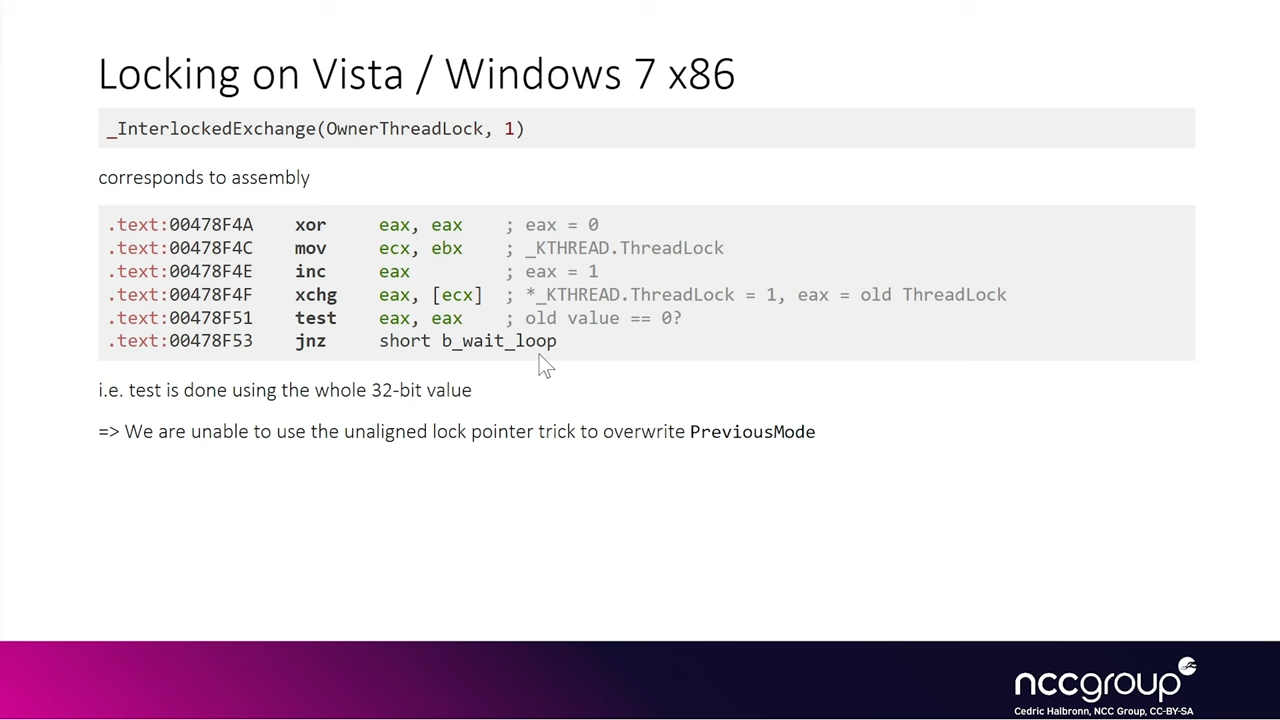 Locking on Vista / Windows 7 x86
_InterlockedExchange(OwnerThreadLock, 1)
corresponds to assembly
.text:00478F4A    xor    eax, eax    ; eax = 0
.text:00478F4C    mov    ecx, ebx    ; _KTHREAD.ThreadLock
.text:00478F4E    inc    eax         ; eax = 1
.text:00478F4F    xchg   eax, [ecx]  ; *_KTHREAD.ThreadLock = 1, eax = old ThreadLock
.text:00478F51    test   eax, eax    ; old value == 0?
.text:00478F53    jnz    short b_wait_loop
i.e. test is done using the whole 32-bit value
=> We are unable to use the unaligned lock pointer trick to overwrite PreviousMode
nccgroup
Cedric Halbronn, NCC Group, CC-BY-SA